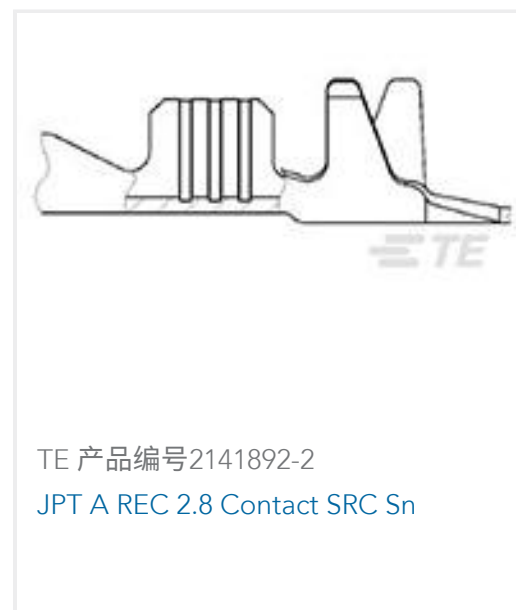 TE
TE 产品编号2141892-2
JPT A REC 2.8 Contact SRC Sn